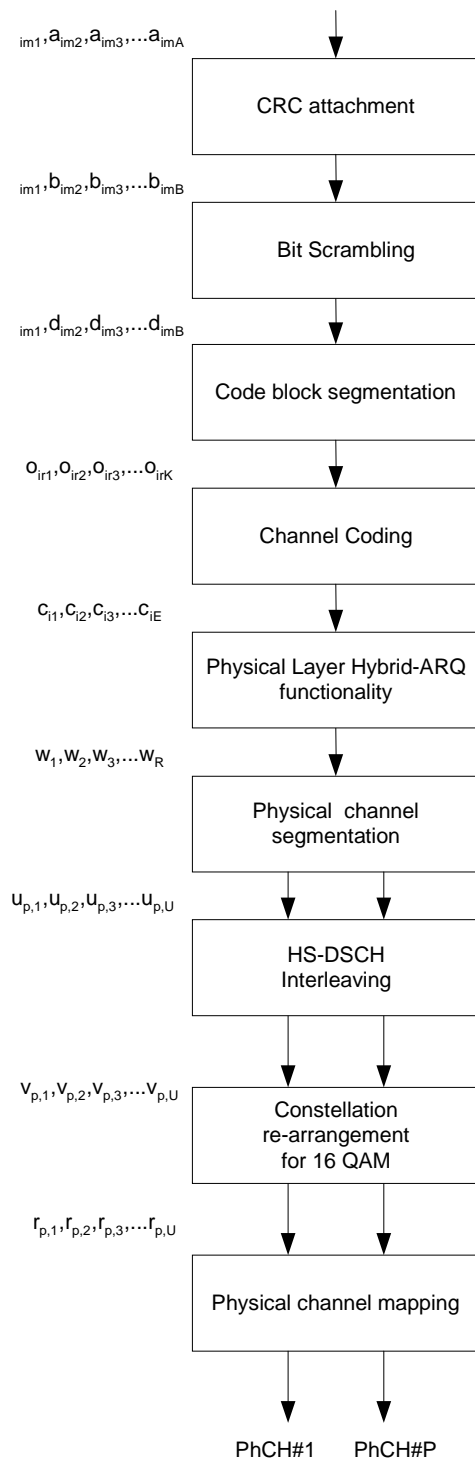 im1,aim2,aim3,...aimA
CRC attachment
im1,bim2,bim3,...bimB
Bit Scrambling
im1,dim2,dim3,...dimB
Code block segmentation
oir1,oir2,oir3,...oirK
Channel Coding
ci1,ci2,ci3,...ciE
Physical Layer Hybrid-ARQ
functionality
w1,w2,w3,...wR
Physical channel
segmentation
up,1,up,2,up,3,...up,U
HS-DSCH
Interleaving
vp,1,vp,2,vp,3,...vp,U
Constellation
re-arrangement
for 16 QAM
rp,1,rp,2,rp,3,...rp,U
Physical channel mapping
PhCH#1 PhCH#P